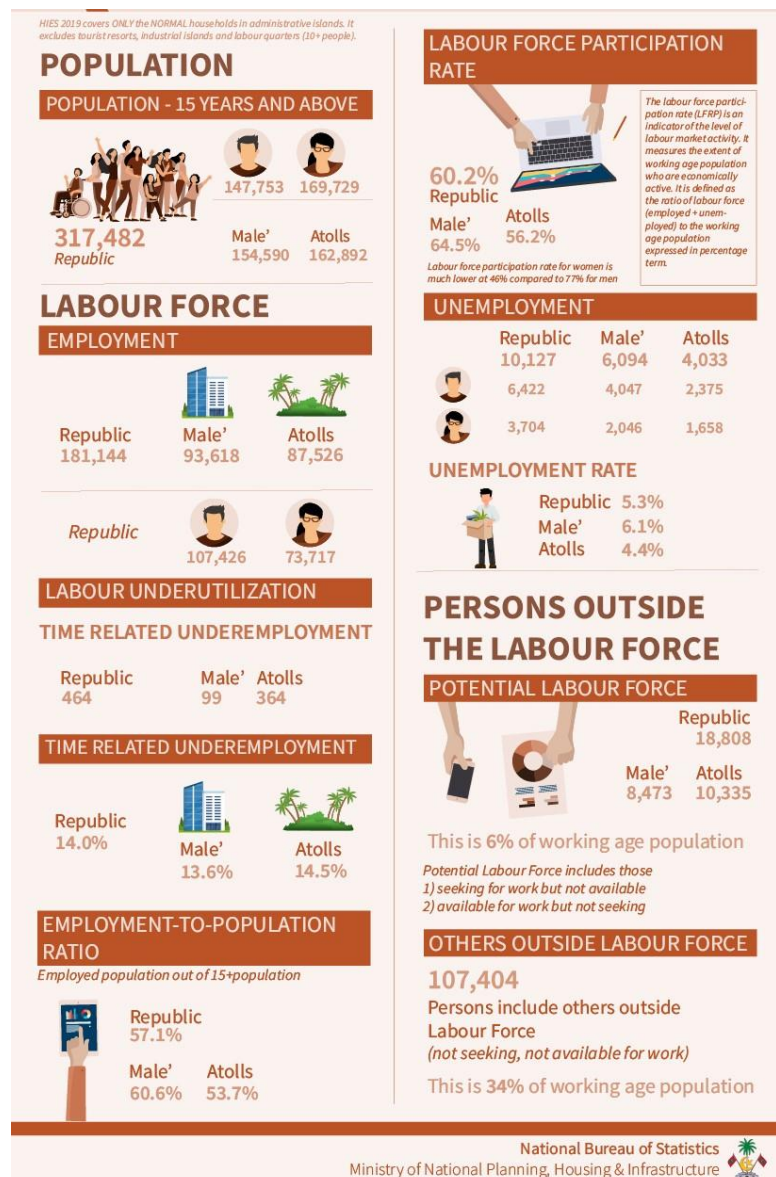 HIES 2019 covers ONLY the NORMAL households in administrative islands. It
excludes tourist resorts, industrial islands and labour quarters (10+ people).
POPULATION
POPULATION - 15 YEARS AND ABOVE
147,753 169,729
317,482
Republic
Male' Atolls
154,590 162,892
LABOUR FORCE
EMPLOYMENT
Republic Male' Atolls
181,144 93,618 87,526
Republic
107,426 73,717
LABOUR UNDERUTILIZATION
TIME RELATED UNDEREMPLOYMENT
Republic Male' Atolls
464 99 364
TIME RELATED UNDEREMPLOYMENT
Republic
14.0%
Male' Atolls
13.6% 14.5%
EMPLOYMENT-TO-POPULATION
RATIO
Employed population out of 15+population
Republic
57.1%
Male' Atolls
60.6% 53.7%
LABOUR FORCE PARTICIPATION
RATE
60.2%
Republic
Male'
64.5%
Atolls
56.2%
The labour force partici-
pation rate (LFRP) is an
indicator of the level of
labour market activity. It
measures the extent of
working age population
who are economically
active. It is defined as
the ratio of labour force
(employed + unem-
ployed) to the working
age population
expressed in percentage
term.
Labour force participation rate for women is
much lower at 46% compared to 77% for men
UNEMPLOYMENT
Republic Male' Atolls
10,127 6,094 4,033
6,422 4,047 2,375
3,704 2,046 1,658
UNEMPLOYMENT RATE
Republic 5.3%
Male' 6.1%
Atolls 4.4%
PERSONS OUTSIDE
THE LABOUR FORCE
POTENTIAL LABOUR FORCE
Republic
18,808
Male' Atolls
8,473 10,335
This is 6% of working age population
Potential Labour Force includes those
1) seeking for work but not available
2) available for work but not seeking
OTHERS OUTSIDE LABOUR FORCE
107,404
Persons include others outside
Labour Force
(not seeking, not available for work)
This is 34% of working age population
National Bureau of Statistics
Ministry of National Planning, Housing & Infrastructure